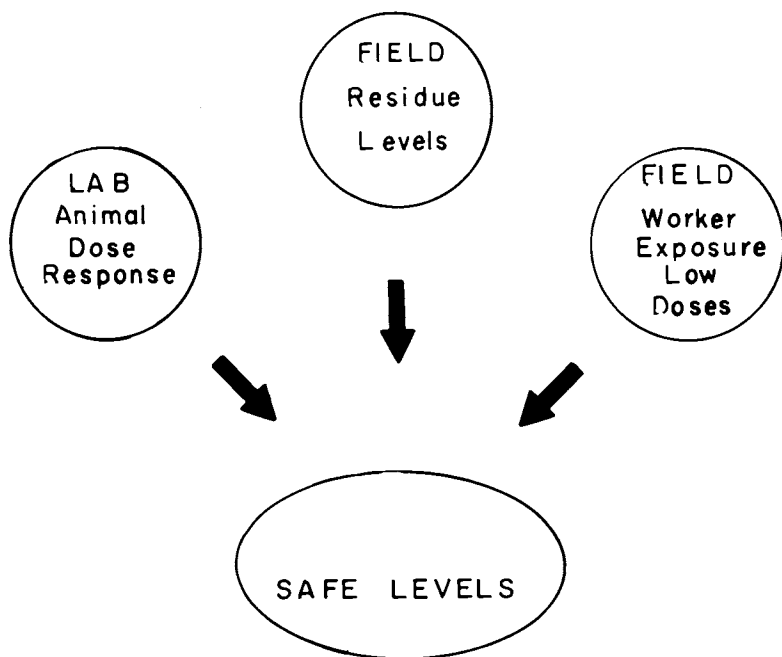 FIELD
Residue
Levels
LAB
Animal
Dose
Response
FIELD
Worker
Exposure
Low
Doses
SAFE LEVELS